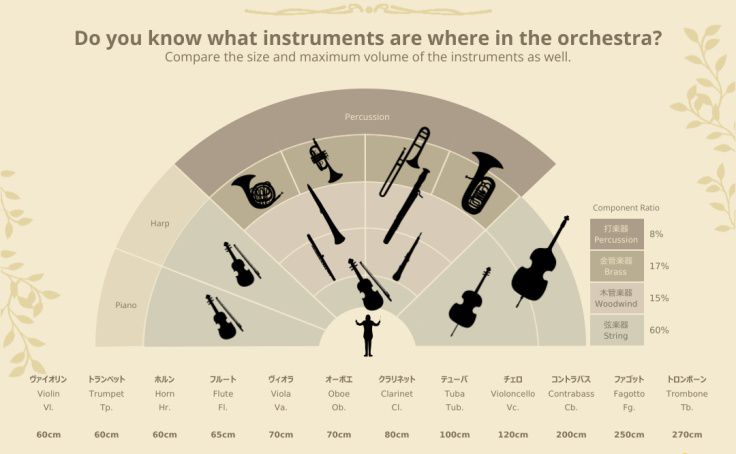 Do you know what instruments are where in the orchestra?
Compare the size and maximum volume of the instruments as well.
Percussion
Harp
Piano
Component Ratio
打楽器
Percussion
8%
金管楽器
Brass
17%
木管楽器
Woodwind
15%
弦楽器
String
60%
ヴァイオリン トランペット ホルン フルート ヴィオラ オーボエ クラリネット テューバ チェロ コントラバス ファゴット トロンボーン
Violin Trumpet Horn Flute Viola Oboe Clarinet Tuba Violoncello Contrabass Fagotto Trombone
Vl. Tp. Hr. Fl. Va. Ob. Cl. Tub. Vc. Cb. Fg. Tb.
60cm 60cm 60cm 65cm 70cm 70cm 80cm 100cm 120cm 200cm 250cm 270cm